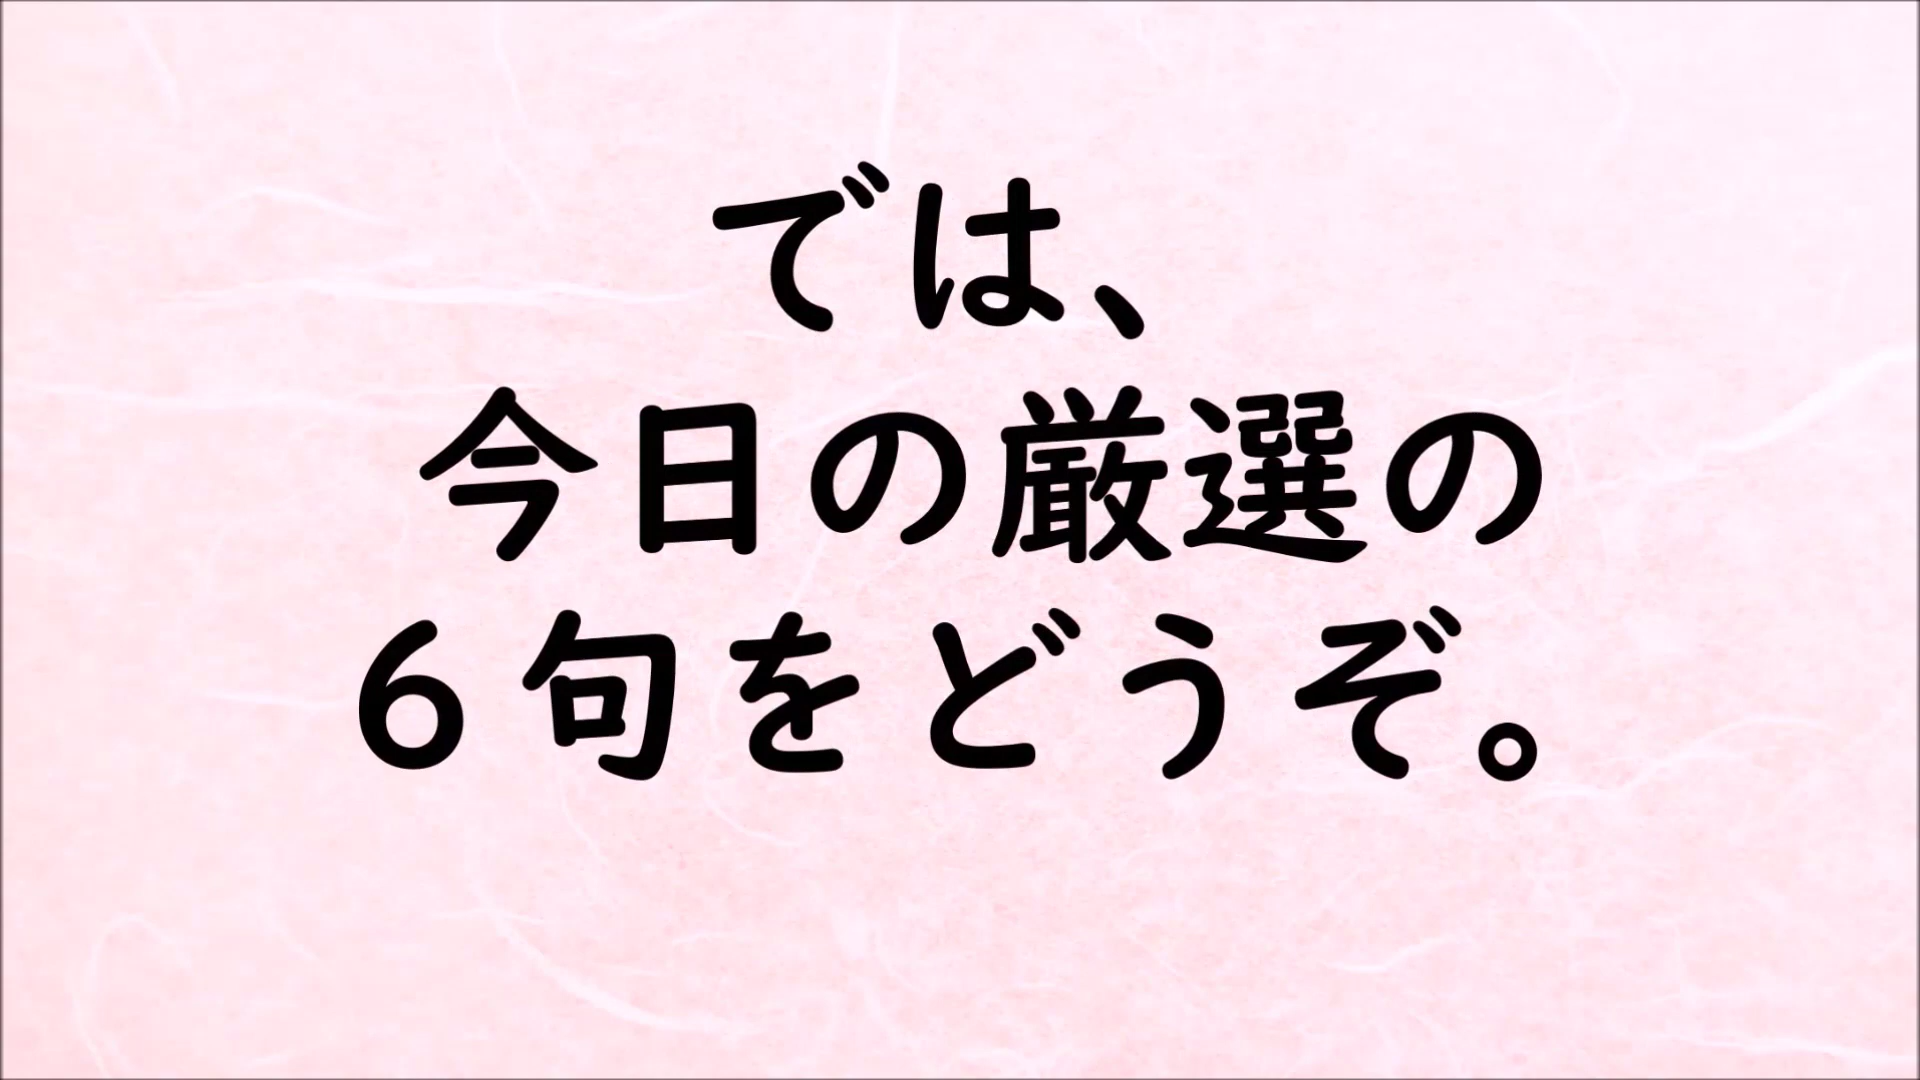 では、
今日の厳選の
６句をどうぞ。